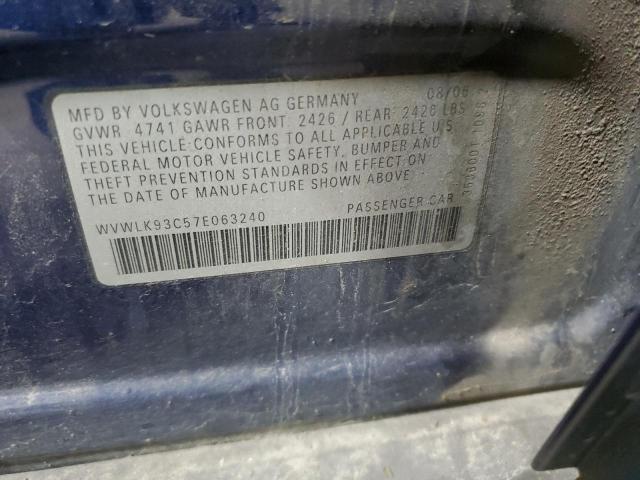 MFD BY VOLKSWAGEN AG GERMANY 08/06
GVWR 4741 GAWR FRONT: 2426 / REAR: 2426 LBS
THIS VEHICLE CONFORMS TO ALL APPLICABLE U.S.
FEDERAL MOTOR VEHICLE SAFETY, BUMPER AND
THEFT PREVENTION STANDARDS IN EFFECT ON
THE DATE OF MANUFACTURE SHOWN ABOVE
WVWLK93C57E063240 PASSENGER CAR